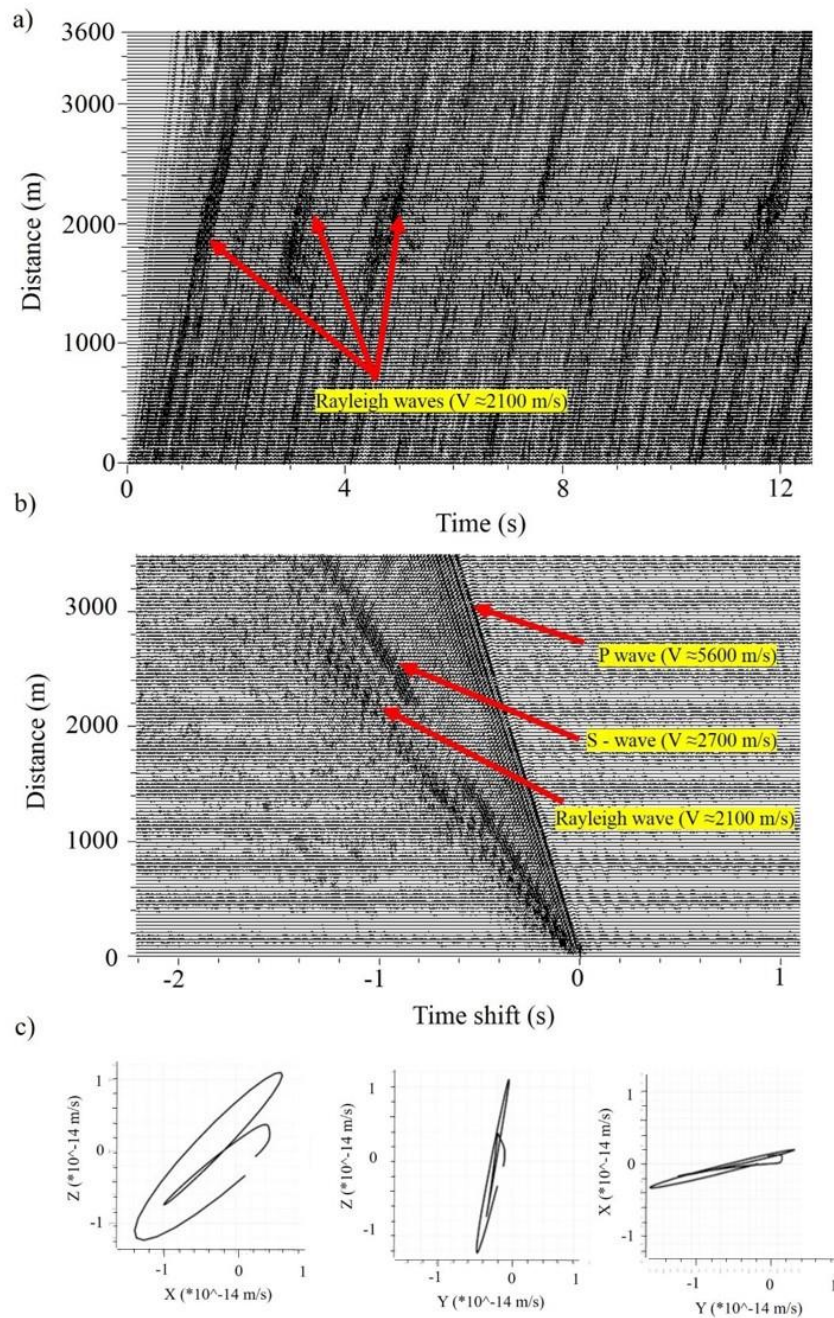 a)
3600
3000
2000
1000
0
Distance (m)
Rayleigh waves (V ≈2100 m/s)
0 4 8 12
Time (s)
b)
3000
2000
1000
0
Distance (m)
P wave (V ≈5600 m/s)
S - wave (V ≈2700 m/s)
Rayleigh wave (V ≈2100 m/s)
-2 -1 0 1
Time shift (s)
c)
Z (*10^-14 m/s)
1
0
-1
-1 0 1
X (*10^-14 m/s)
Z (*10^-14 m/s)
1
0
-1
-1 0 1
Y (*10^-14 m/s)
X (*10^-14 m/s)
1
0
-1
-1 0 1
Y (*10^-14 m/s)